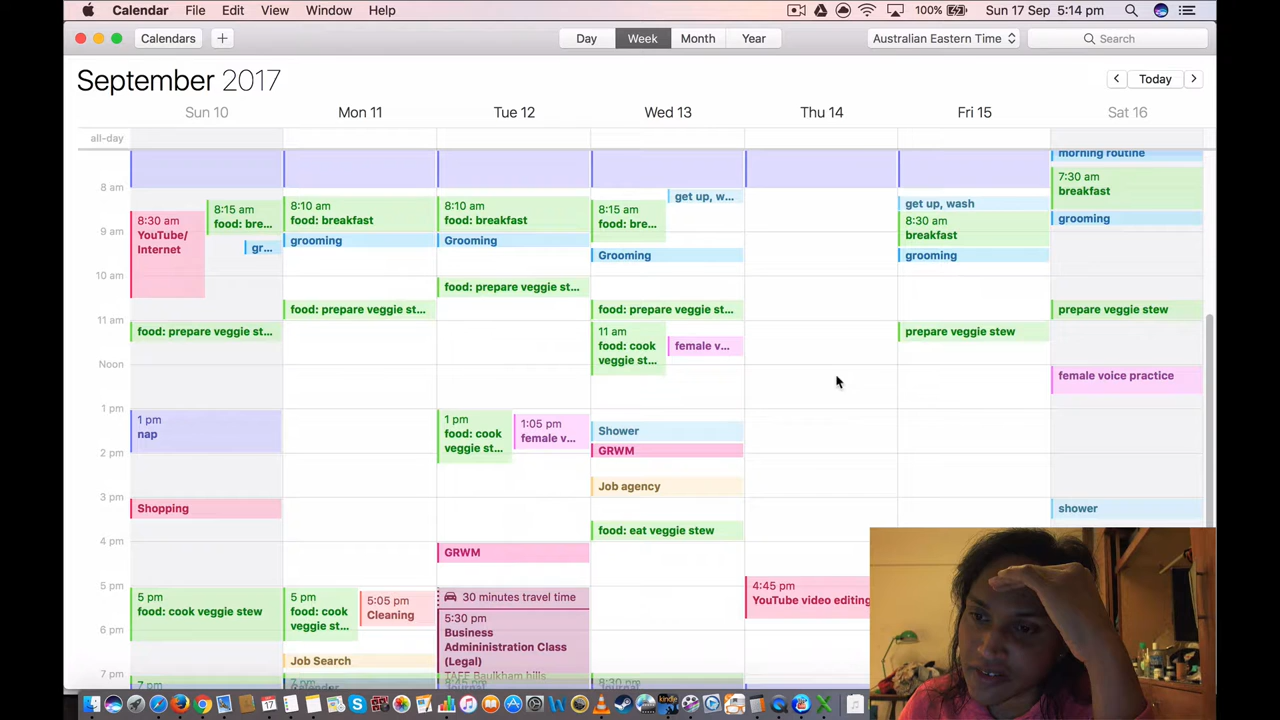 Calendar File Edit View Window Help 100% Sun 17 Sep 5:14 pm
Calendars + Day Week Month Year Australian Eastern Time Search
September 2017 Today
Sun 10 Mon 11 Tue 12 Wed 13 Thu 14 Fri 15 Sat 16
all-day
8 am
9 am
10 am
11 am
Noon
1 pm
2 pm
3 pm
4 pm
5 pm
6 pm
7 pm
8:30 am
YouTube/
Internet
8:15 am
food: bre...
gr...
food: prepare veggie st...
1 pm
nap
Shopping
5 pm
food: cook veggie stew
7 pm
8:10 am
food: breakfast
grooming
food: prepare veggie st...
5 pm
food: cook
veggie st...
5:05 pm
Cleaning
Job Search
7 pm
8:10 am
food: breakfast
Grooming
food: prepare veggie st...
1 pm
food: cook
veggie st...
1:05 pm
female v...
GRWM
30 minutes travel time
5:30 pm
Business
Admininistration Class
(Legal)
TAFE Baulkham hills
get up, w...
8:15 am
food: bre...
Grooming
food: prepare veggie st...
11 am
food: cook
veggie st...
female v...
Shower
GRWM
Job agency
food: eat veggie stew
4:45 pm
YouTube video editing
get up, wash
8:30 am
breakfast
grooming
prepare veggie stew
morning routine
7:30 am
breakfast
grooming
prepare veggie stew
female voice practice
shower
17
kindle